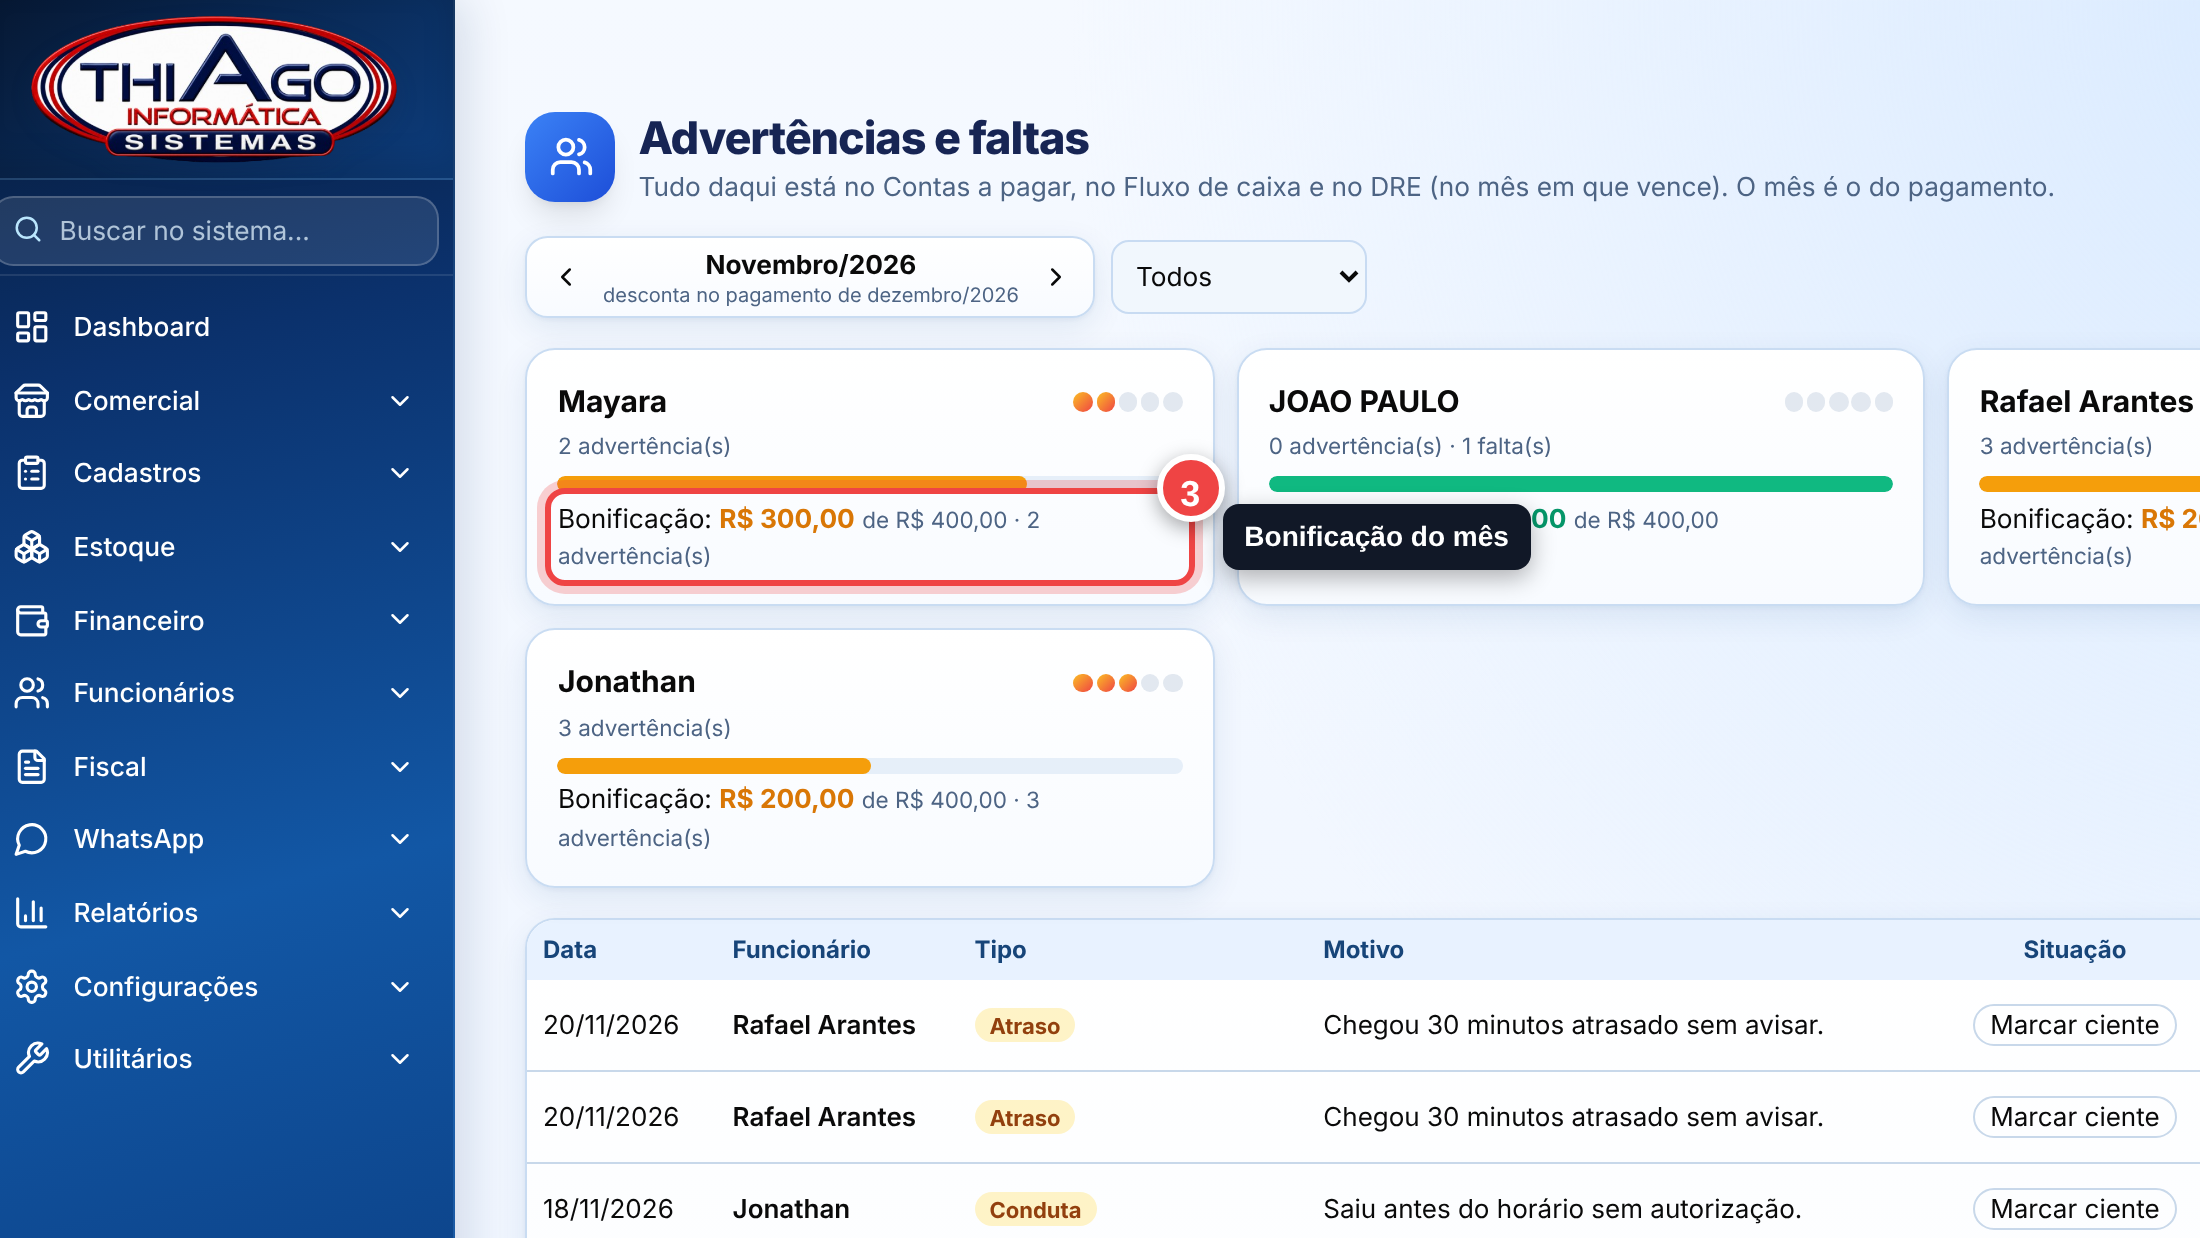 THIAGO
INFORMÁTICA
SISTEMAS
Buscar no sistema...
Dashboard
Comercial
Cadastros
Estoque
Financeiro
Funcionários
Fiscal
WhatsApp
Relatórios
Configurações
Utilitários
Advertências e faltas
Tudo daqui está no Contas a pagar, no Fluxo de caixa e no DRE (no mês em que vence). O mês é o do pagamento.
Novembro/2026
desconta no pagamento de dezembro/2026
Todos
Mayara
2 advertência(s)
Bonificação: R$ 300,00 de R$ 400,00 · 2
advertência(s)
3
Bonificação do mês
JOAO PAULO
0 advertência(s) · 1 falta(s)
00 de R$ 400,00
Rafael Arantes
3 advertência(s)
Bonificação: R$ 2
advertência(s)
Jonathan
3 advertência(s)
Bonificação: R$ 200,00 de R$ 400,00 · 3
advertência(s)
Data Funcionário Tipo Motivo Situação
20/11/2026 Rafael Arantes Atraso Chegou 30 minutos atrasado sem avisar. Marcar ciente
20/11/2026 Rafael Arantes Atraso Chegou 30 minutos atrasado sem avisar. Marcar ciente
18/11/2026 Jonathan Conduta Saiu antes do horário sem autorização. Marcar ciente